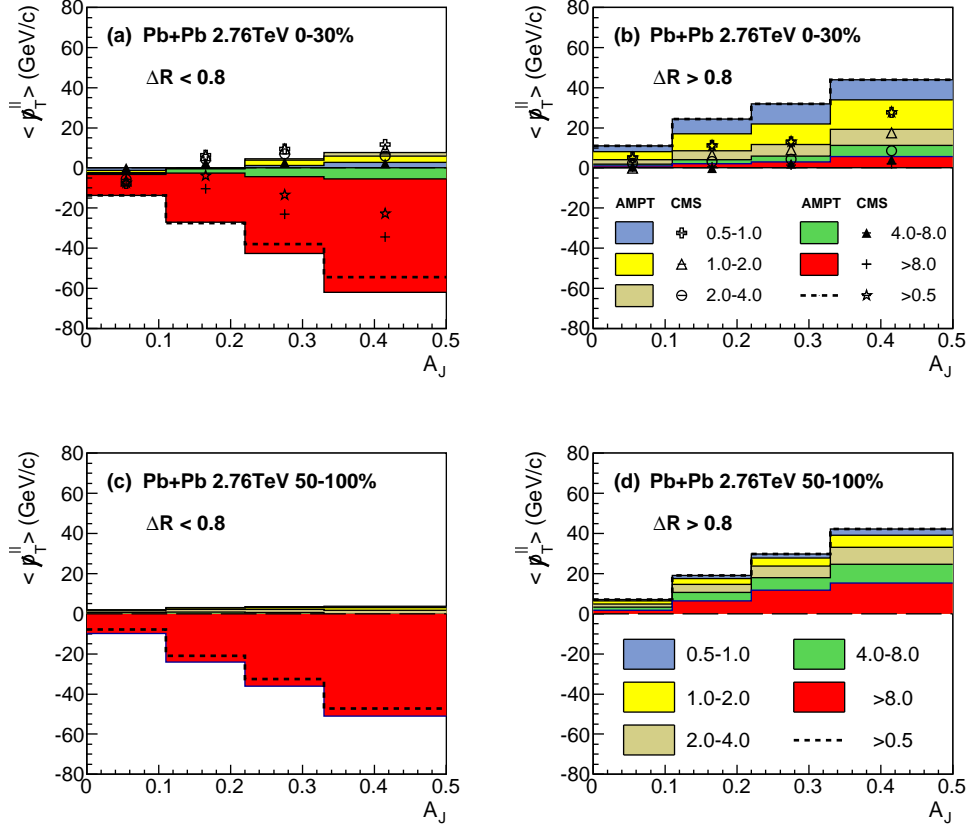 (a) Pb+Pb 2.76TeV 0-30%
ΔR < 0.8
< p̸_T^|| > (GeV/c)
80
60
40
20
0
-20
-40
-60
-80
0 0.1 0.2 0.3 0.4 0.5
A_J
(b) Pb+Pb 2.76TeV 0-30%
ΔR > 0.8
< p̸_T^|| > (GeV/c)
80
60
40
20
0
-20
-40
-60
-80
AMPT CMS AMPT CMS
0.5-1.0 4.0-8.0
1.0-2.0 >8.0
2.0-4.0 >0.5
0 0.1 0.2 0.3 0.4 0.5
A_J
(c) Pb+Pb 2.76TeV 50-100%
ΔR < 0.8
< p̸_T^|| > (GeV/c)
80
60
40
20
0
-20
-40
-60
-80
0 0.1 0.2 0.3 0.4 0.5
A_J
(d) Pb+Pb 2.76TeV 50-100%
ΔR > 0.8
< p̸_T^|| > (GeV/c)
80
60
40
20
0
-20
-40
-60
-80
0.5-1.0 4.0-8.0
1.0-2.0 >8.0
2.0-4.0 >0.5
0 0.1 0.2 0.3 0.4 0.5
A_J